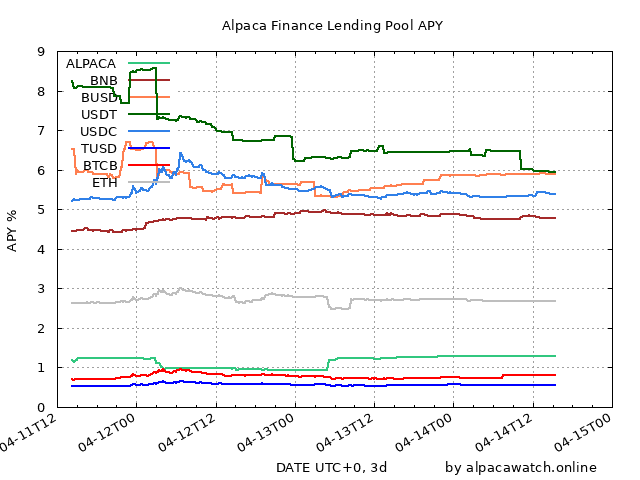 Alpaca Finance Lending Pool APY
9
8
7
6
5
4
3
2
1
0
APY %
ALPACA
BNB
BUSD
USDT
USDC
TUSD
BTCB
ETH
04-11T12
04-12T00
04-12T12
04-13T00
04-13T12
04-14T00
04-14T12
04-15T00
DATE UTC+0, 3d
by alpacawatch.online